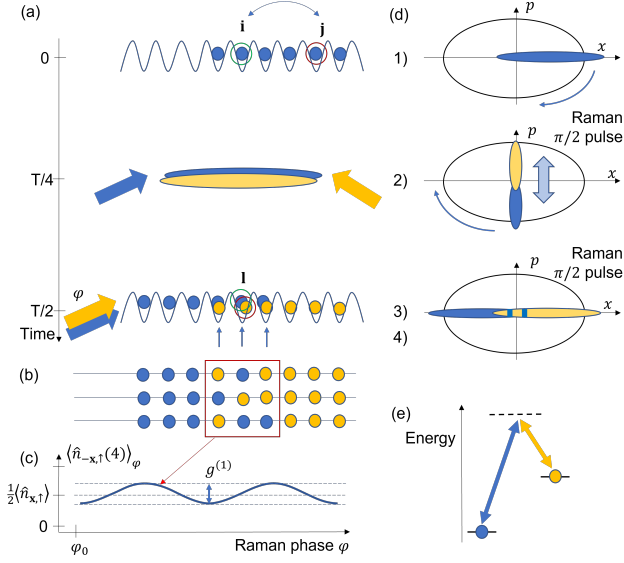 (a)
i
j
0
T/4
φ
l
T/2
Time
(b)
(c)
⟨n̂₋ₓ,↑(4)⟩φ
g⁽¹⁾
½⟨n̂ₓ,↑⟩
0
φ₀
Raman phase φ
(d)
p
1)
x
Raman
π/2 pulse
p
2)
x
Raman
π/2 pulse
p
3)
x
4)
(e)
Energy